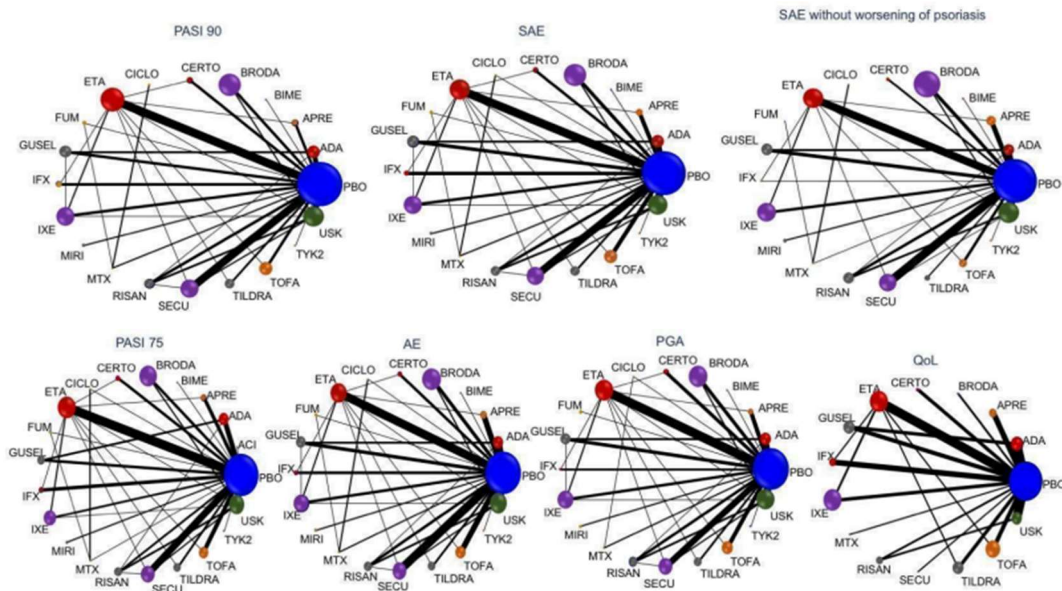 PASI 90
SAE
SAE without worsening of psoriasis
ETA
CICLO
CERTO
BRODA
BIME
APRE
ADA
PBO
USK
TYK2
TOFA
TILDRA
SECU
RISAN
MTX
MIRI
IXE
IFX
GUSEL
FUM
ETA
CICLO
CERTO
BRODA
BIME
APRE
ADA
PBO
USK
TYK2
TOFA
TILDRA
SECU
RISAN
MTX
MIRI
IXE
IFX
GUSEL
FUM
ETA
CICLO
CERTO
BRODA
BIME
APRE
ADA
PBO
USK
TYK2
TOFA
TILDRA
SECU
RISAN
MTX
MIRI
IXE
IFX
GUSEL
FUM
PASI 75
AE
PGA
QoL
ETA
CICLO
CERTO
BRODA
BIME
APRE
ADA
ACI
PBO
USK
TYK2
TOFA
TILDRA
SECU
RISAN
MTX
MIRI
IXE
IFX
GUSEL
FUM
ETA
CICLO
CERTO
BRODA
BIME
APRE
ADA
PBO
USK
TYK2
TOFA
TILDRA
SECU
RISAN
MTX
MIRI
IXE
IFX
GUSEL
FUM
ETA
CICLO
CERTO
BRODA
BIME
APRE
ADA
PBO
USK
TYK2
TOFA
TILDRA
SECU
RISAN
MTX
MIRI
IXE
IFX
GUSEL
FUM
ETA
CERTO
BRODA
APRE
ADA
PBO
USK
TOFA
TILDRA
SECU
RISAN
MTX
IXE
IFX
GUSEL